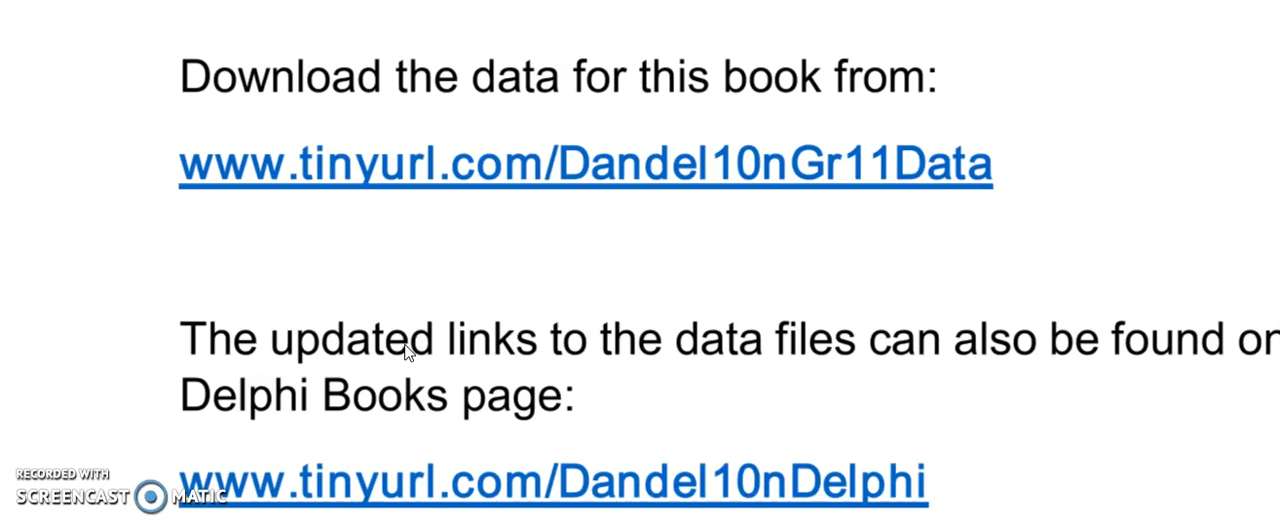 Download the data for this book from:
www.tinyurl.com/Dandel10nGr11Data
The updated links to the data files can also be found on
Delphi Books page:
www.tinyurl.com/Dandel10nDelphi
RECORDED WITH
SCREENCAST MATIC